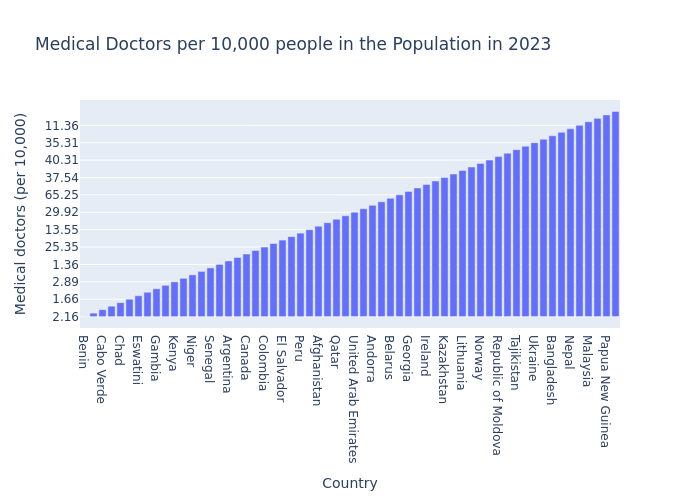 Medical Doctors per 10,000 people in the Population in 2023
Medical doctors (per 10,000)
11.36
35.31
40.31
37.54
65.25
29.92
13.55
25.35
1.36
2.89
1.66
2.16
Benin
Cabo Verde
Chad
Eswatini
Gambia
Kenya
Niger
Senegal
Argentina
Canada
Colombia
El Salvador
Peru
Afghanistan
Qatar
United Arab Emirates
Andorra
Belarus
Georgia
Ireland
Kazakhstan
Lithuania
Norway
Republic of Moldova
Tajikistan
Ukraine
Bangladesh
Nepal
Malaysia
Papua New Guinea
Country